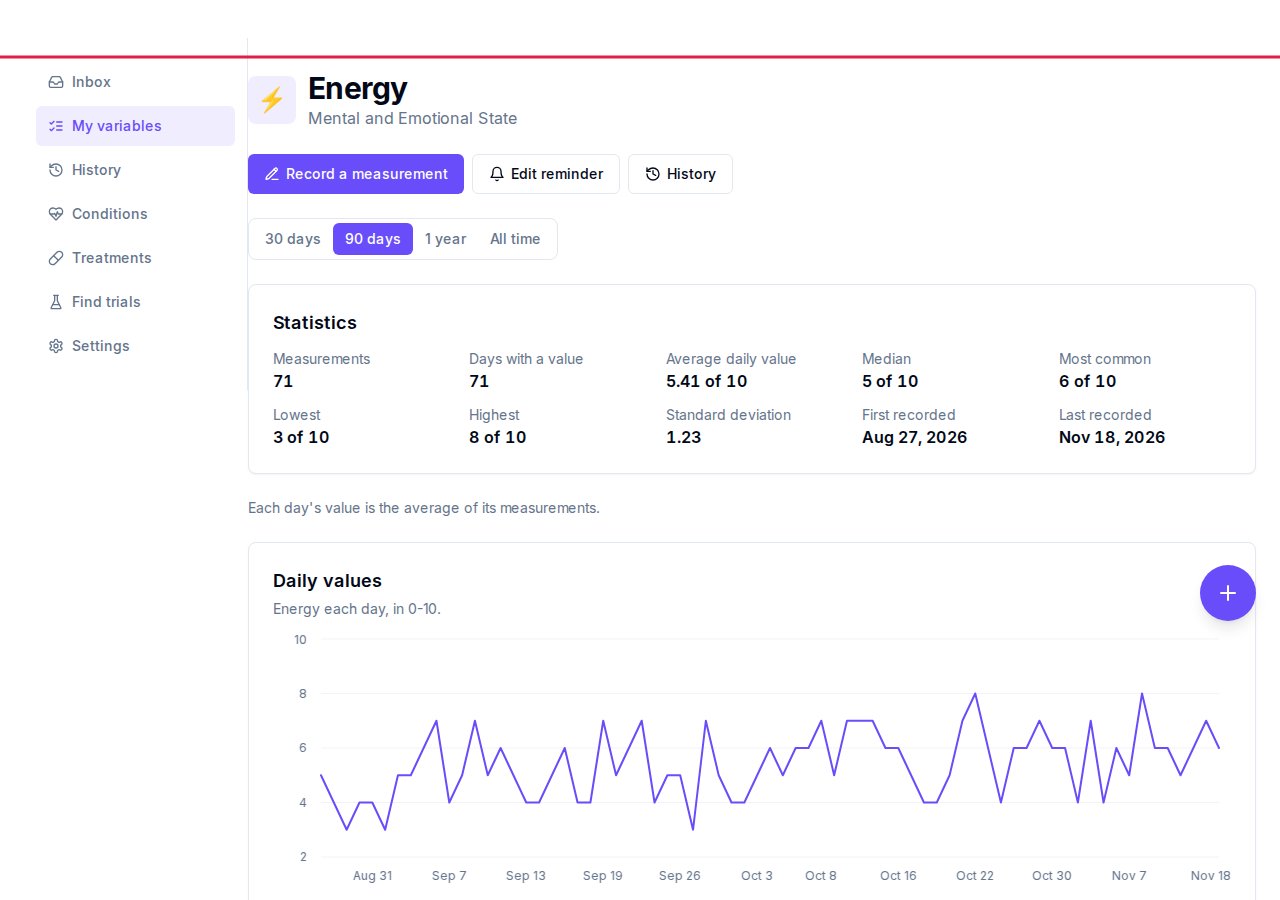 Inbox
My variables
History
Conditions
Treatments
Find trials
Settings
Energy
Mental and Emotional State
Record a measurement
Edit reminder
History
30 days
90 days
1 year
All time
Statistics
Measurements
71
Days with a value
71
Average daily value
5.41 of 10
Median
5 of 10
Most common
6 of 10
Lowest
3 of 10
Highest
8 of 10
Standard deviation
1.23
First recorded
Aug 27, 2026
Last recorded
Nov 18, 2026
Each day's value is the average of its measurements.
Daily values
Energy each day, in 0-10.
10
8
6
4
2
Aug 31
Sep 7
Sep 13
Sep 19
Sep 26
Oct 3
Oct 8
Oct 16
Oct 22
Oct 30
Nov 7
Nov 18